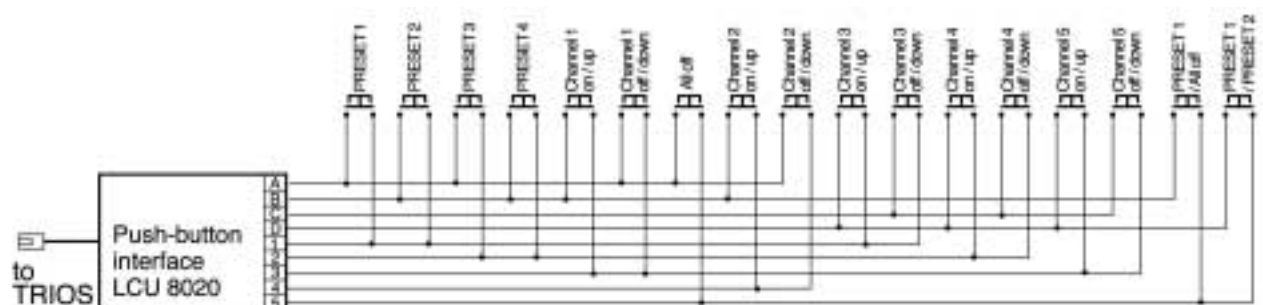 PRESET 1
PRESET 2
PRESET 3
PRESET 4
Channel 1
on / up
Channel 1
off / down
All off
Channel 2
on / up
Channel 2
off / down
Channel 3
on / up
Channel 3
off / down
Channel 4
on / up
Channel 4
off / down
Channel 5
on / up
Channel 5
off / down
PRESET 1
/ All off
PRESET 1
/ PRESET 2
A
B
C
D
1
2
3
4
5
Push-button
interface
LCU 8020
to
TRIOS